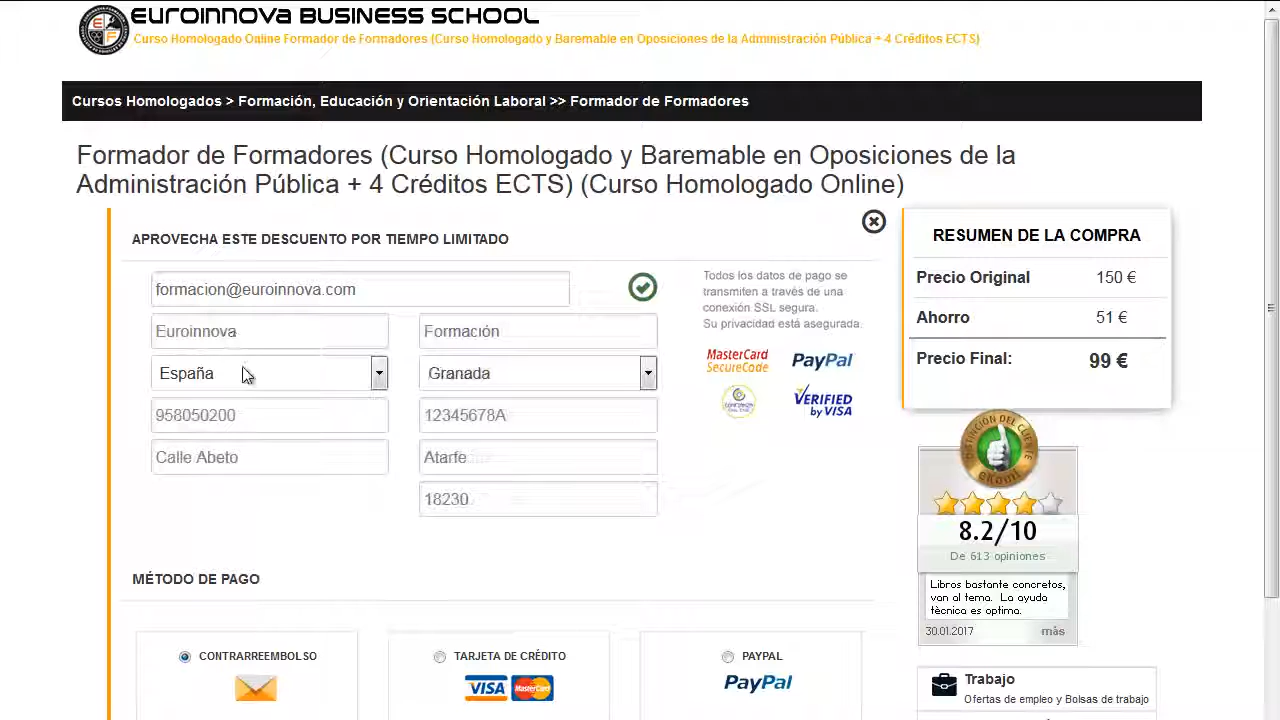 EUROINNOVA BUSINESS SCHOOL
Curso Homologado Online Formador de Formadores (Curso Homologado y Baremable en Oposiciones de la Administración Pública + 4 Créditos ECTS)
Cursos Homologados > Formación, Educación y Orientación Laboral >> Formador de Formadores
Formador de Formadores (Curso Homologado y Baremable en Oposiciones de la
Administración Pública + 4 Créditos ECTS) (Curso Homologado Online)
APROVECHA ESTE DESCUENTO POR TIEMPO LIMITADO
formacion@euroinnova.com
Euroinnova
Formación
España
Granada
958050200
12345678A
Calle Abeto
Atarfe
18230
Todos los datos de pago se
transmiten a través de una
conexión SSL segura.
Su privacidad está asegurada.
MasterCard
SecureCode
PayPal
VERIFIED
by VISA
RESUMEN DE LA COMPRA
Precio Original 150 €
Ahorro 51 €
Precio Final: 99 €
DISTINCIÓN DEL CLIENTE
eKomi
8.2/10
De 613 opiniones
Libros bastante concretos,
van al tema. La ayuda
tècnica es optima.
30.01.2017 màs
MÉTODO DE PAGO
CONTRARREEMBOLSO
TARJETA DE CRÉDITO
VISA
MasterCard
PAYPAL
PayPal
Trabajo
Ofertas de empleo y Bolsas de trabajo